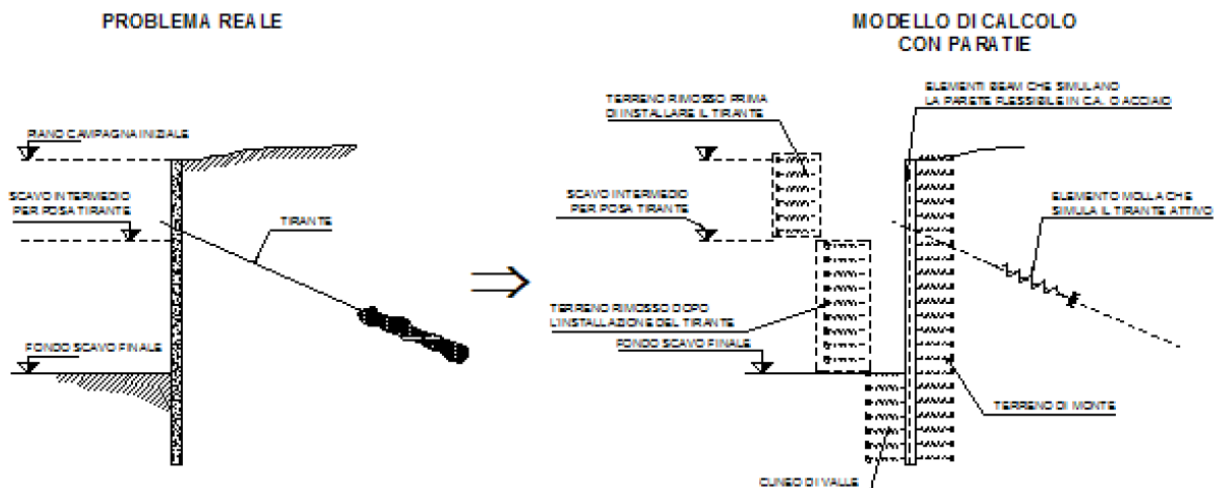 PROBLEMA REALE
PIANO CAMPAGNA INIZIALE
SCAVO INTERMEDIO
PER POSA TIRANTE
TIRANTE
FONDO SCAVO FINALE
MODELLO DI CALCOLO
CON PARATIE
TERRENO RIMOSSO PRIMA
DI INSTALLARE IL TIRANTE
ELEMENTI BEAM CHE SIMULANO
LA PARETE FLESSIBILE IN C.A. O ACCIAIO
SCAVO INTERMEDIO
PER POSA TIRANTE
ELEMENTO MOLLA CHE
SIMULA IL TIRANTE ATTIVO
TERRENO RIMOSSO DOPO
L'INSTALLAZIONE DEL TIRANTE
FONDO SCAVO FINALE
TERRENO DI MONTE
CUNEO DI VALLE